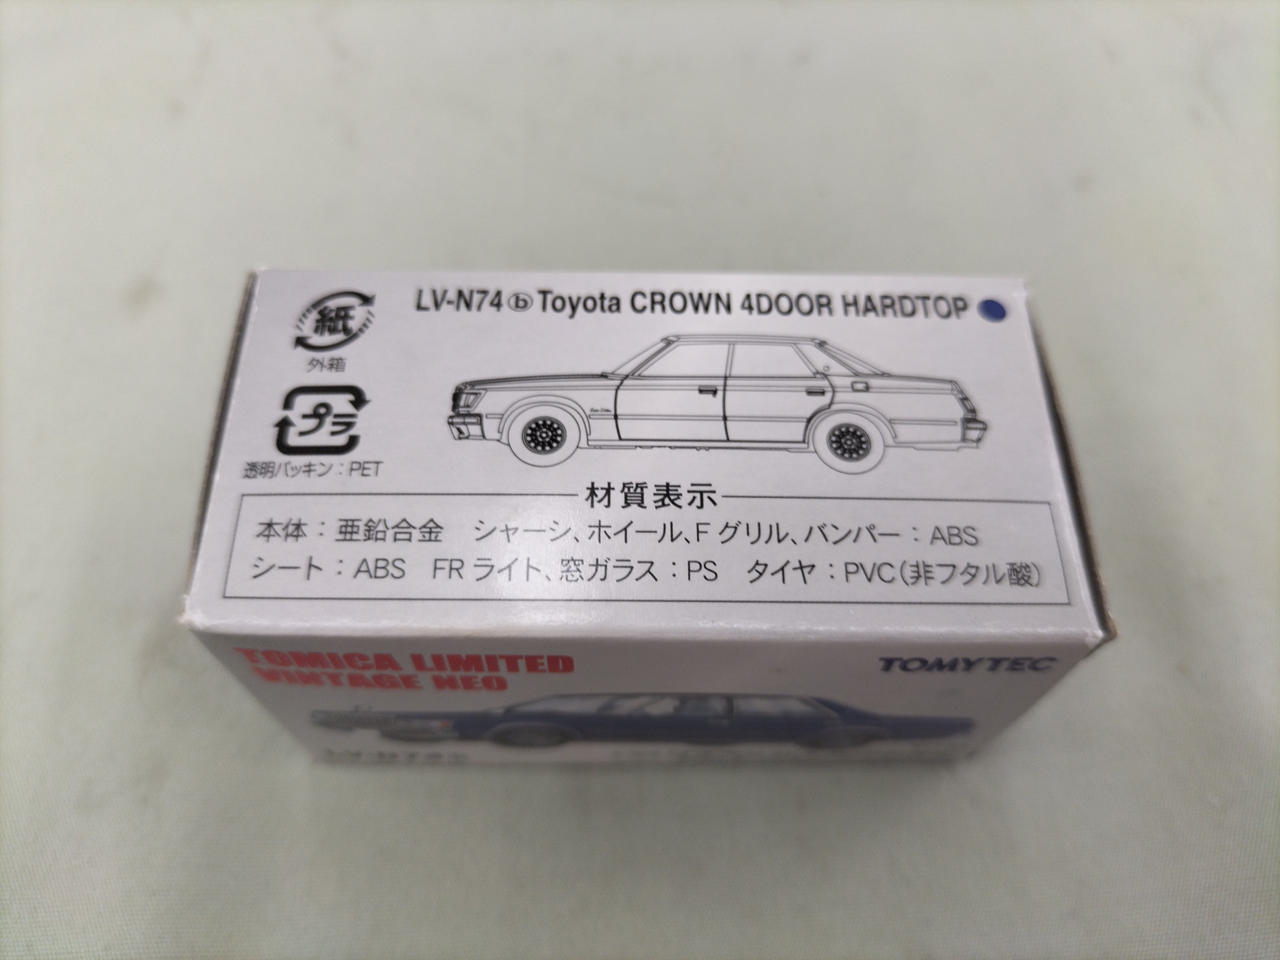 LV-N74 ⓑ Toyota CROWN 4DOOR HARDTOP
紙
外箱
プラ
透明パッキン：PET
材質表示
本体：亜鉛合金　シャーシ、ホイール、Fグリル、バンパー：ABS
シート：ABS　FRライト、窓ガラス：PS　タイヤ：PVC（非フタル酸）
TOMICA LIMITED
VINTAGE NEO
TOMYTEC